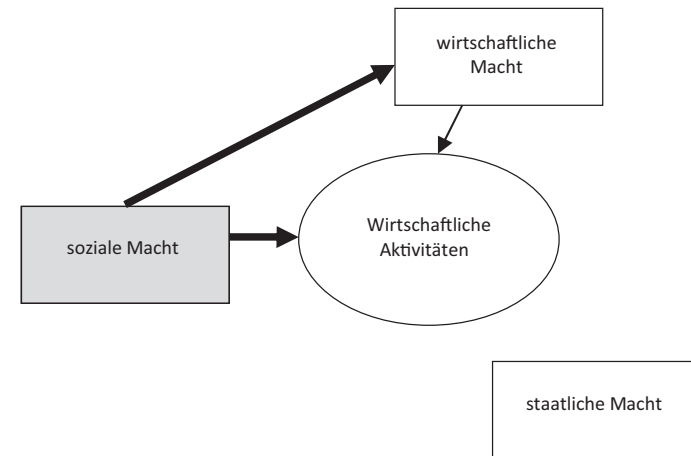 wirtschaftliche
Macht
soziale Macht
Wirtschaftliche
Aktivitäten
staatliche Macht